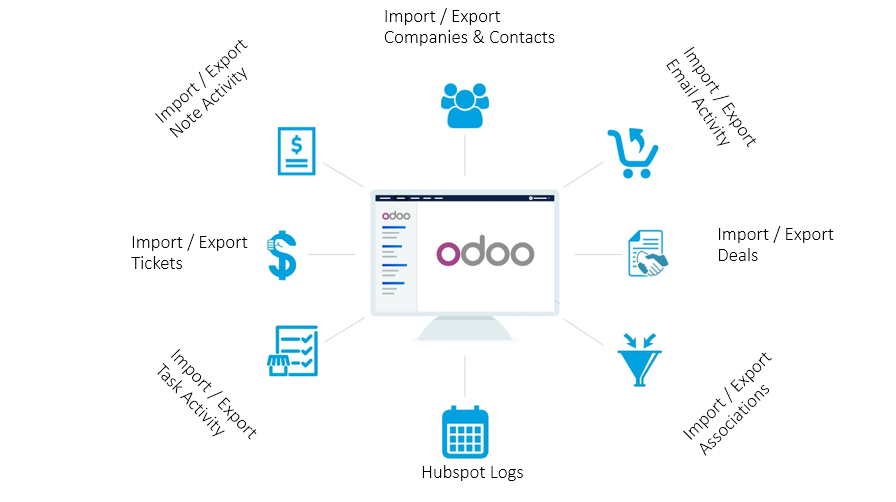 Import / Export
Companies & Contacts
Import / Export
Note Activity
Import / Export
Email Activity
odoo
odoo
Import / Export
Tickets
Import / Export
Deals
Import / Export
Task Activity
Import / Export
Associations
Hubspot Logs